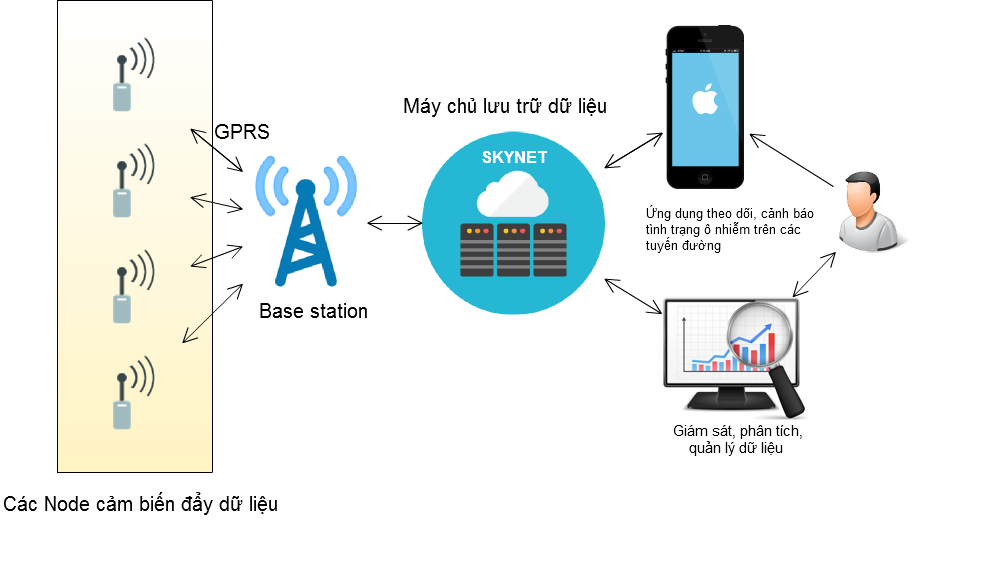 GPRS
Base station
Các Node cảm biến đẩy dữ liệu
Máy chủ lưu trữ dữ liệu
SKYNET
Ứng dụng theo dõi, cảnh báo
tình trạng ô nhiễm trên các
tuyến đường
Giám sát, phân tích,
quản lý dữ liệu